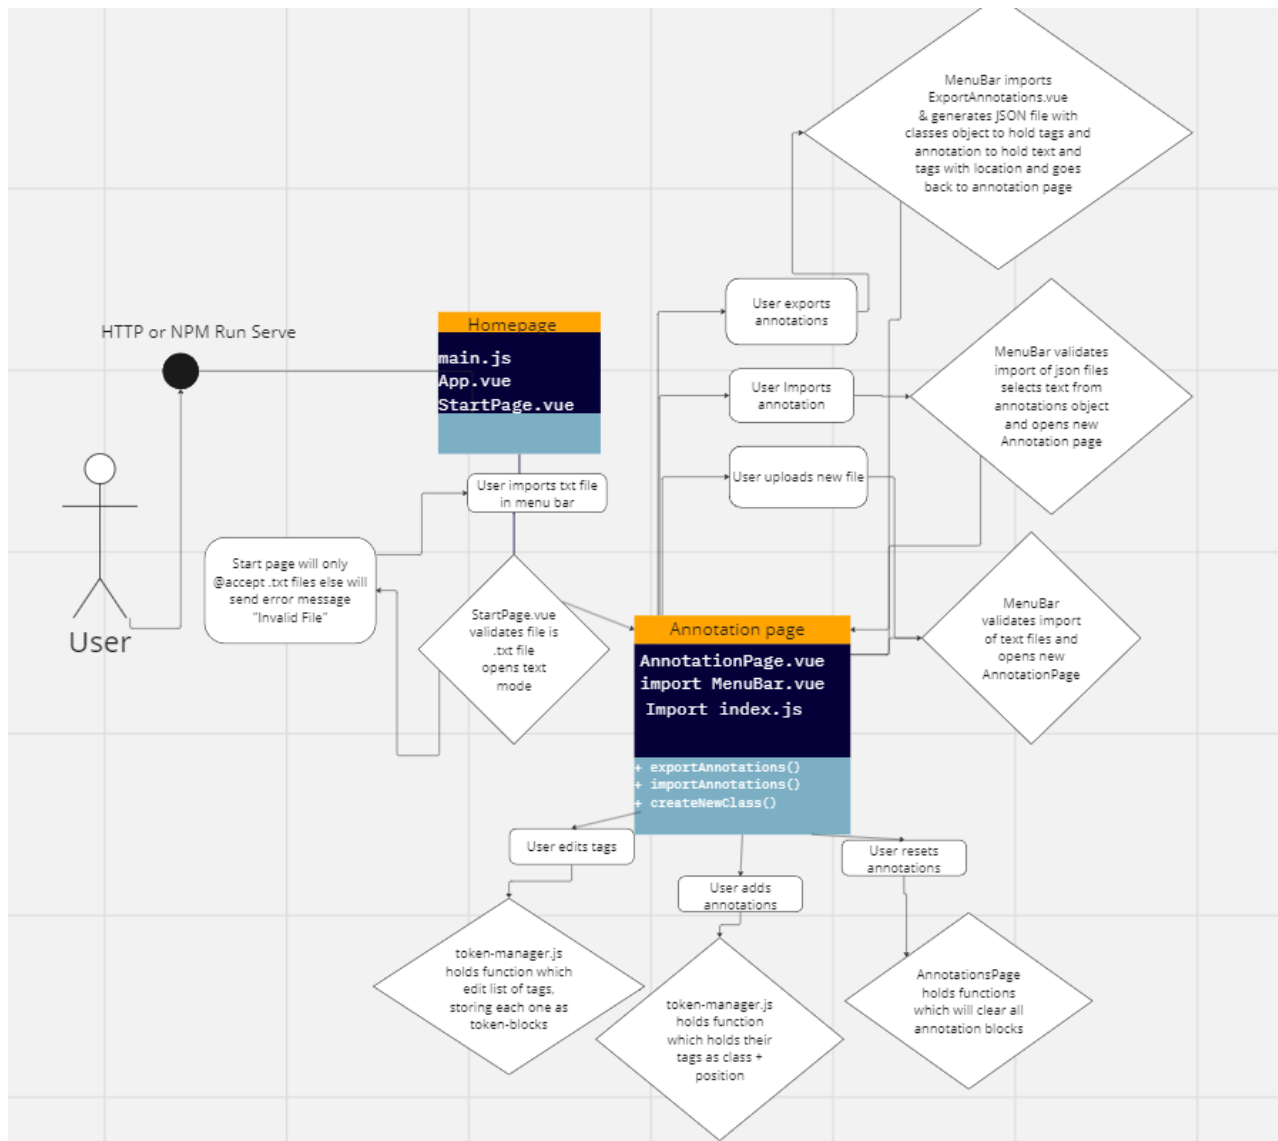 MenuBar imports
ExportAnnotations.vue
& generates JSON file with
classes object to hold tags and
annotation to hold text and
tags with location and goes
back to annotation page
User exports
annotations
HTTP or NPM Run Serve
Homepage
main.js
App.vue
StartPage.vue
MenuBar validates
import of json files
selects text from
annotations object
and opens new
Annotation page
User Imports
annotation
User uploads new file
User imports txt file
in menu bar
Start page will only
@accept .txt files else will
send error message
"Invalid File"
User
StartPage.vue
validates file is
.txt file
opens text
mode
Annotation page
AnnotationPage.vue
import MenuBar.vue
Import index.js
+ exportAnnotations()
+ importAnnotations()
+ createNewClass()
MenuBar
validates import
of text files and
opens new
AnnotationPage
User edits tags
User adds
annotations
User resets
annotations
token-manager.js
holds function which
edit list of tags,
storing each one as
token-blocks
token-manager.js
holds function
which holds their
tags as class +
position
AnnotationsPage
holds functions
which will clear all
annotation blocks